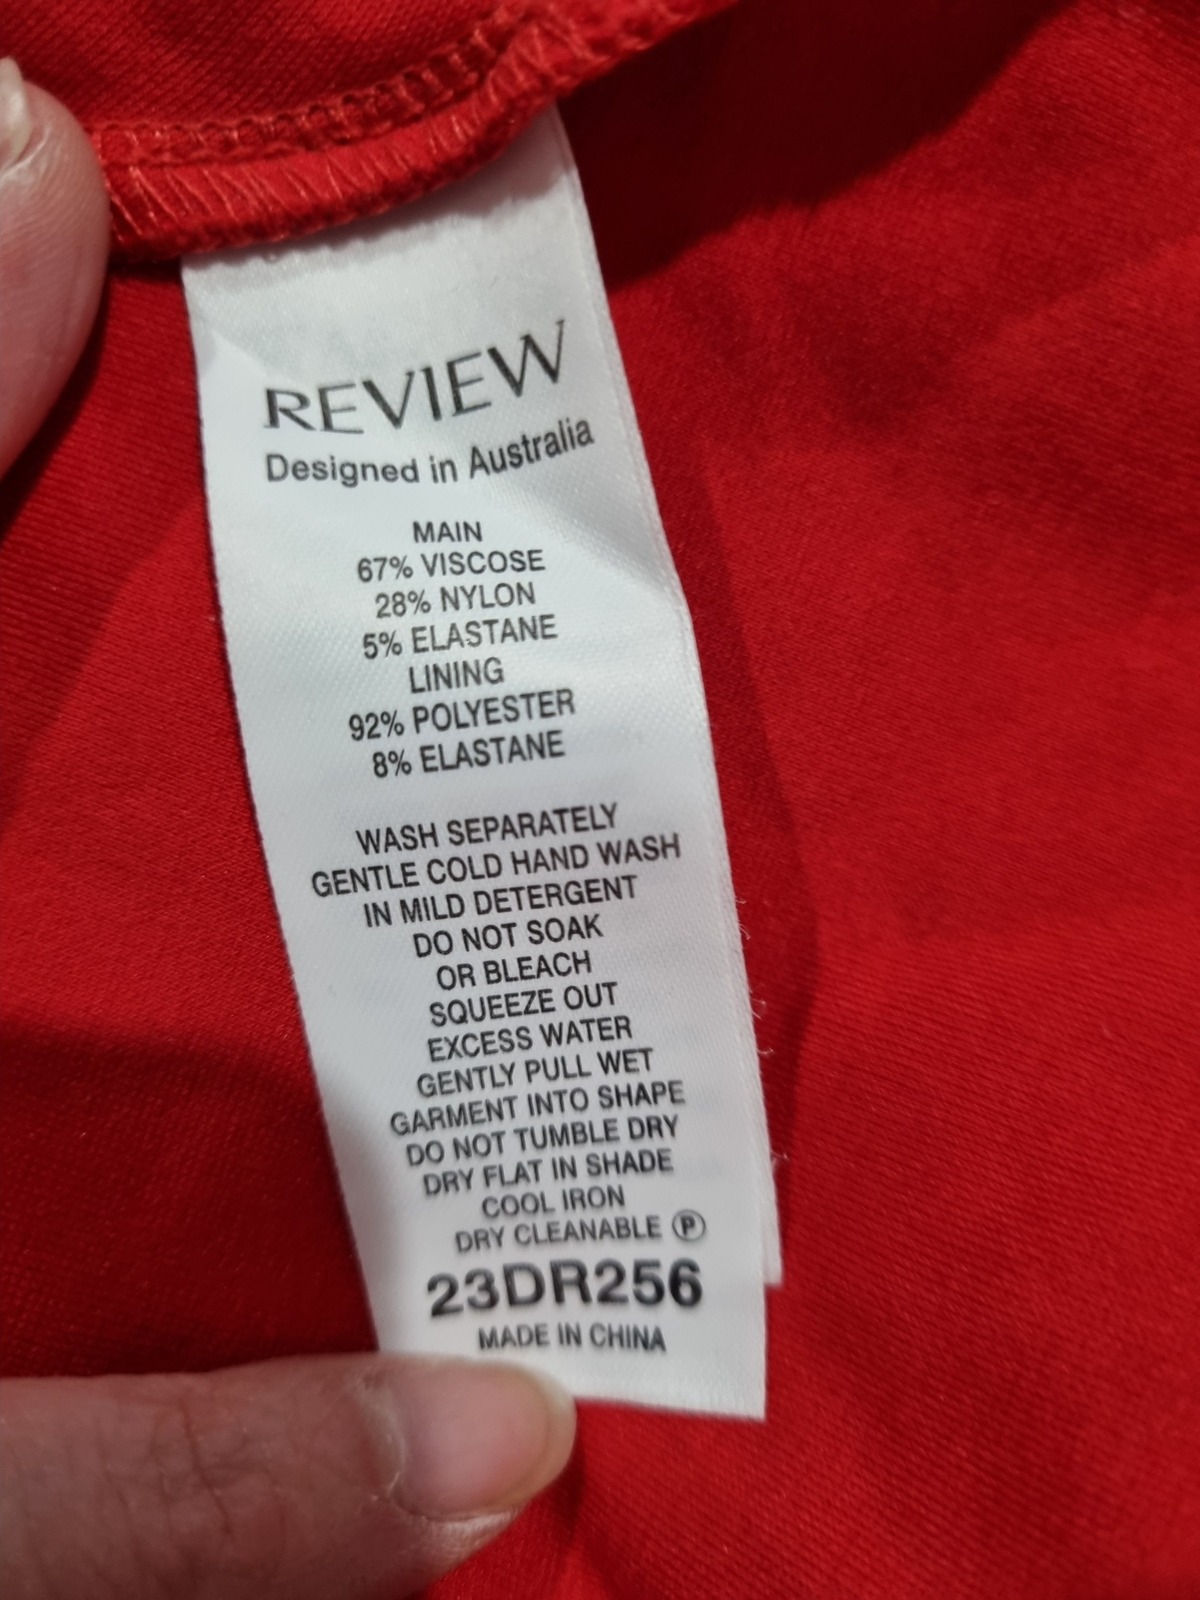 REVIEW
Designed in Australia
MAIN
67% VISCOSE
28% NYLON
5% ELASTANE
LINING
92% POLYESTER
8% ELASTANE
WASH SEPARATELY
GENTLE COLD HAND WASH
IN MILD DETERGENT
DO NOT SOAK
OR BLEACH
SQUEEZE OUT
EXCESS WATER
GENTLY PULL WET
GARMENT INTO SHAPE
DO NOT TUMBLE DRY
DRY FLAT IN SHADE
COOL IRON
DRY CLEANABLE Ⓟ
23DR256
MADE IN CHINA